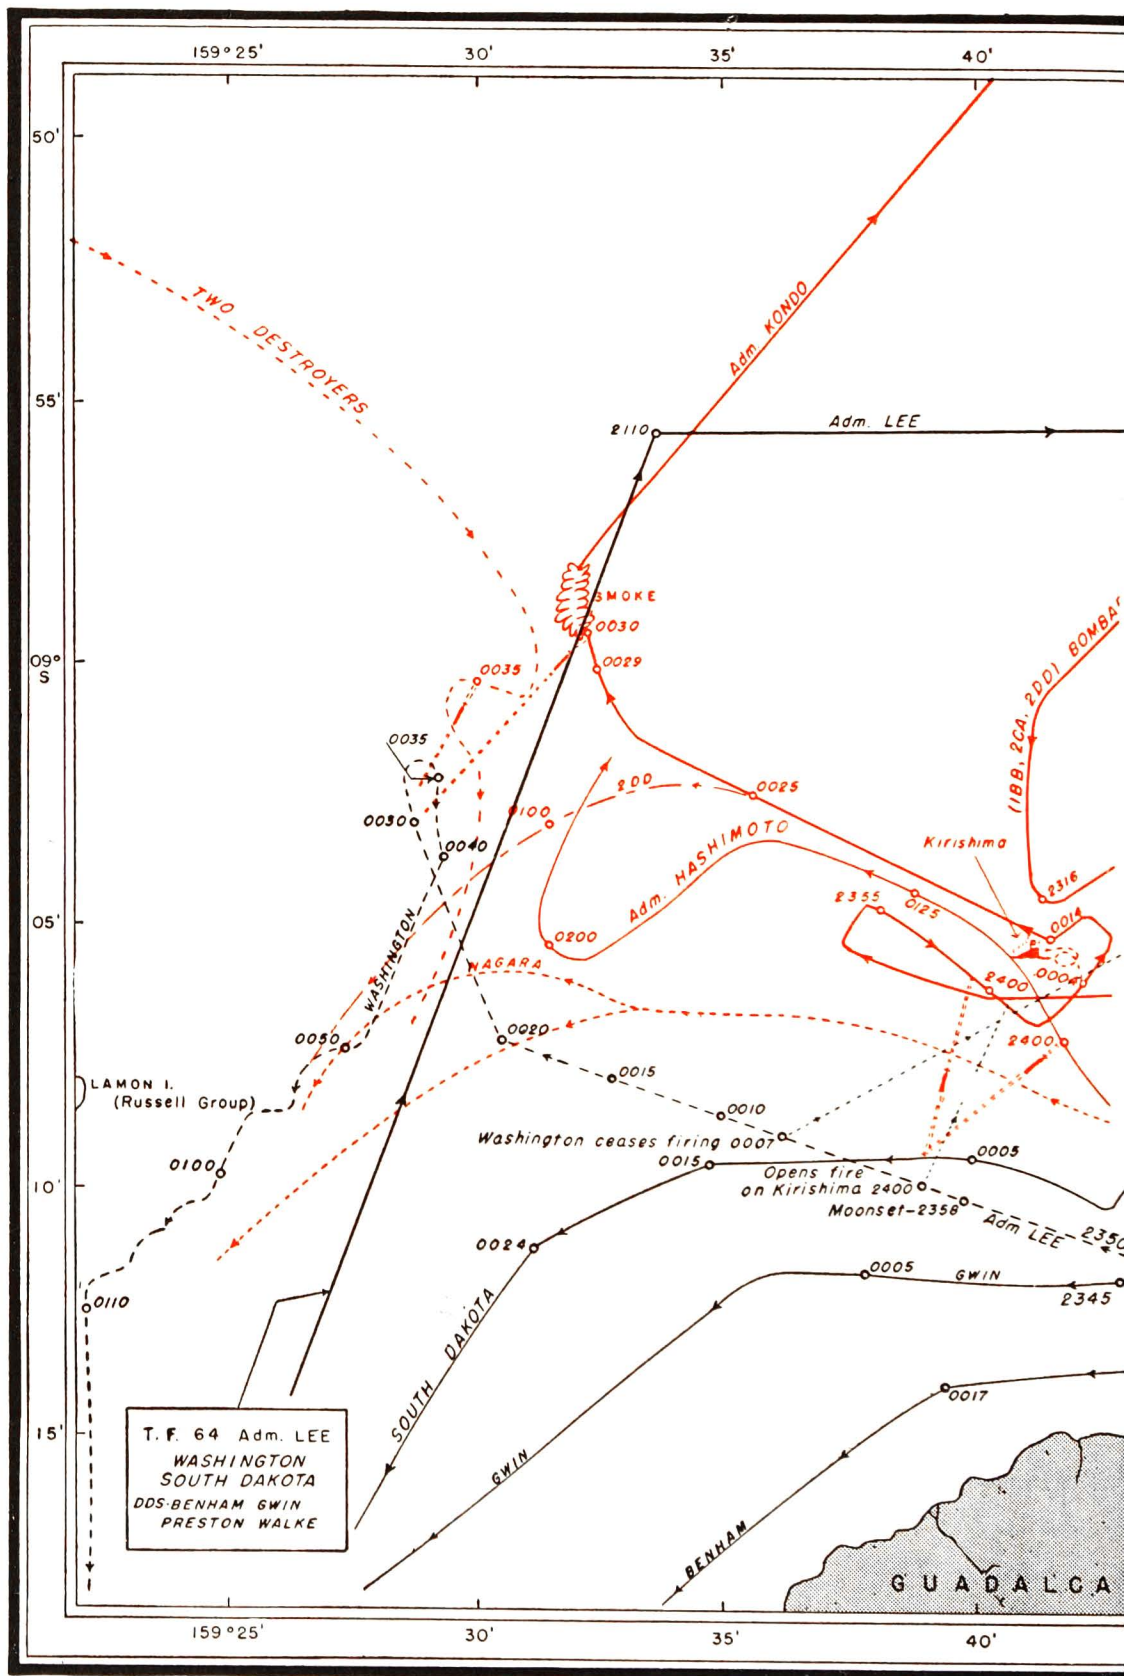 159° 25'
30'
35'
40'
50'
TWO DESTROYERS
Adm. KONDO
55'
2110
Adm. LEE
SMOKE
0030
09°
S
0029
0035
(1BB, 2CA, 2DD)
0035
2DD
0025
0100
0030
Kirishima
0040
Adm. HASHIMOTO
2316
2355
0125
0014
05'
WASHINGTON
0200
NAGARA
0004
2400
0050
0020
2400
LAMON I.
(Russell Group)
0015
0010
Washington ceases firing 0007
0015
0005
0100
10'
Opens fire
on Kirishima 2400
Moonset-2358
Adm LEE
2350
0024
0005
GWIN
2345
0110
SOUTH DAKOTA
0017
15'
T. F. 64 Adm. LEE
WASHINGTON
SOUTH DAKOTA
DDS-BENHAM GWIN
PRESTON WALKE
GWIN
BENHAM
GUADALCA
159° 25'
30'
35'
40'